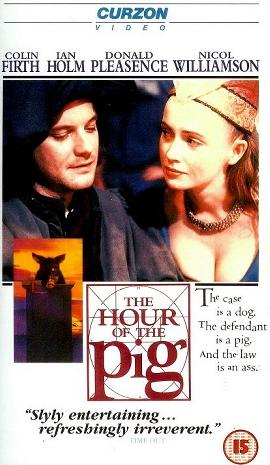 CURZON
VIDEO
COLIN FIRTH
IAN HOLM
DONALD PLEASENCE
NICOL WILLIAMSON
THE
HOUR
OF THE
pig
The case
is a dog,
The defendant
is a pig,
And the law
is an ass.
"Slyly entertaining...
refreshingly irreverent."
TIME OUT
15